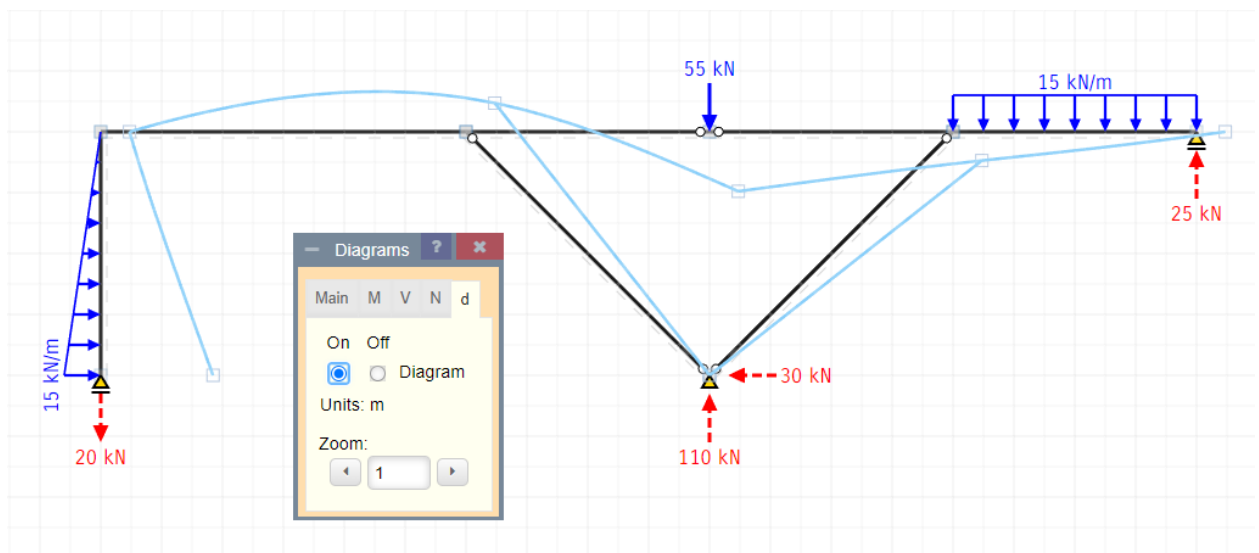 55 kN
15 kN/m
25 kN
15 kN/m
Diagrams ?
Main M V N d
On Off
Diagram
Units: m
Zoom:
1
30 kN
20 kN
110 kN